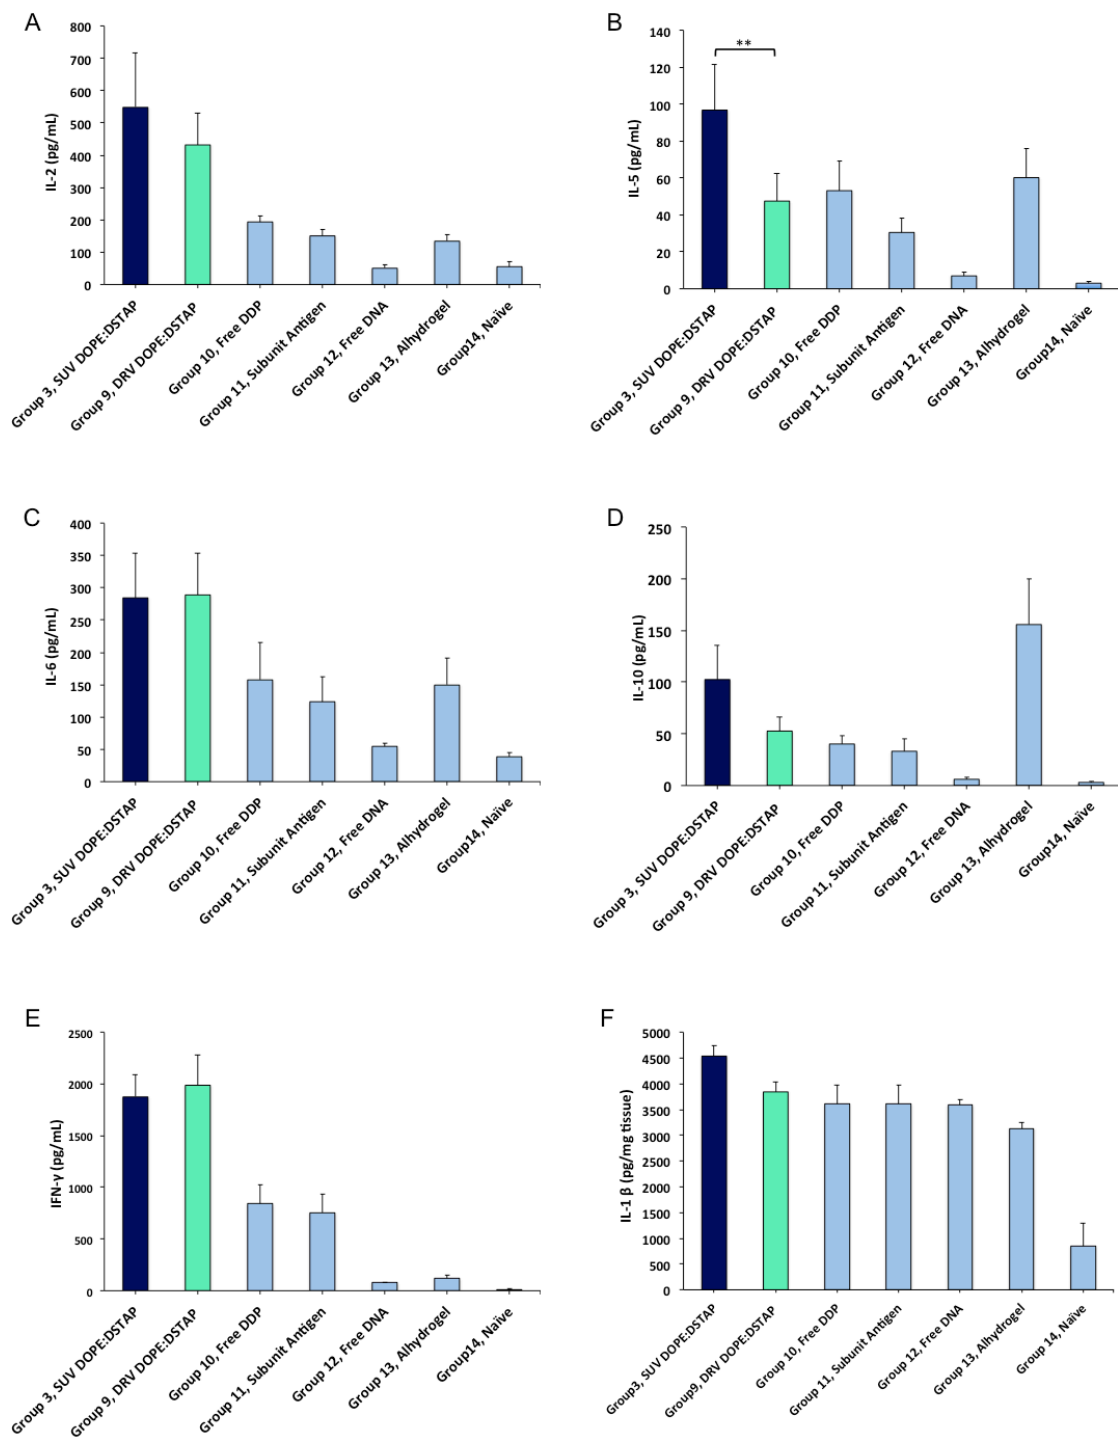 A
IL-2 (pg/mL)
800
700
600
500
400
300
200
100
0
Group 3, SUV DOPE:DSTAP
Group 9, DRV DOPE:DSTAP
Group 10, Free DDP
Group 11, Subunit Antigen
Group 12, Free DNA
Group 13, Alhydrogel
Group14, Naïve
B
IL-5 (pg/mL)
140
120
100
80
60
40
20
0
**
Group 3, SUV DOPE:DSTAP
Group 9, DRV DOPE:DSTAP
Group 10, Free DDP
Group 11, Subunit Antigen
Group 12, Free DNA
Group 13, Alhydrogel
Group14, Naïve
C
IL-6 (pg/mL)
400
350
300
250
200
150
100
50
0
Group 3, SUV DOPE:DSTAP
Group 9, DRV DOPE:DSTAP
Group 10, Free DDP
Group 11, Subunit Antigen
Group 12, Free DNA
Group 13, Alhydrogel
Group14, Naïve
D
IL-10 (pg/mL)
250
200
150
100
50
0
Group 3, SUV DOPE:DSTAP
Group 9, DRV DOPE:DSTAP
Group 10, Free DDP
Group 11, Subunit Antigen
Group 12, Free DNA
Group 13, Alhydrogel
Group14, Naïve
E
IFN-γ (pg/mL)
2500
2000
1500
1000
500
0
Group 3, SUV DOPE:DSTAP
Group 9, DRV DOPE:DSTAP
Group 10, Free DDP
Group 11, Subunit Antigen
Group 12, Free DNA
Group 13, Alhydrogel
Group14, Naïve
F
IL-1 β (pg/mg tissue)
5000
4500
4000
3500
3000
2500
2000
1500
1000
500
0
Group3, SUV DOPE:DSTAP
Group9, DRV DOPE:DSTAP
Group 10, Free DDP
Group 11, Subunit Antigen
Group 12, Free DNA
Group 13, Alhydrogel
Group 14, Naïve